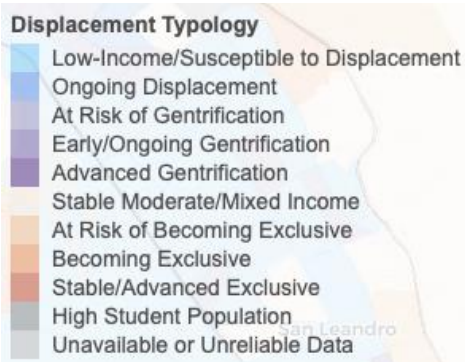 Displacement Typology
Low-Income/Susceptible to Displacement
Ongoing Displacement
At Risk of Gentrification
Early/Ongoing Gentrification
Advanced Gentrification
Stable Moderate/Mixed Income
At Risk of Becoming Exclusive
Becoming Exclusive
Stable/Advanced Exclusive
High Student Population
San Leandro
Unavailable or Unreliable Data